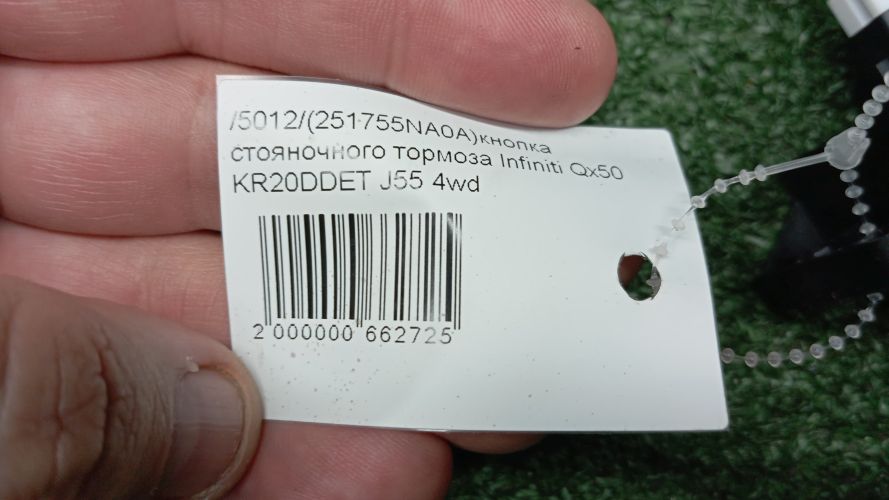 /5012/(251755NA0A)кнопка
стояночного тормоза Infiniti Qx50
KR20DDET J55 4wd
2 000000 662725